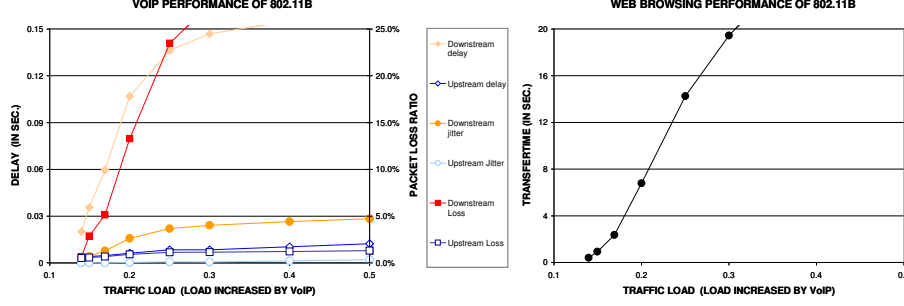 VOIP PERFORMANCE OF 802.11B
0.15
0.12
0.09
0.06
0.03
0
25.0%
20.0%
15.0%
10.0%
5.0%
0.0%
0.1
0.2
0.3
0.4
0.5
DELAY (IN SEC.)
PACKET LOSS RATIO
TRAFFIC LOAD (LOAD INCREASED BY VoIP)
Downstream
delay
Upstream delay
Downstream
jitter
Upstream Jitter
Downstream
Loss
Upstream Loss
WEB BROWSING PERFORMANCE OF 802.11B
20
16
12
8
4
0
0.1
0.2
0.3
0.4
0.5
TRANSFERTIME (IN SEC.)
TRAFFIC LOAD (LOAD INCREASED BY VoIP)